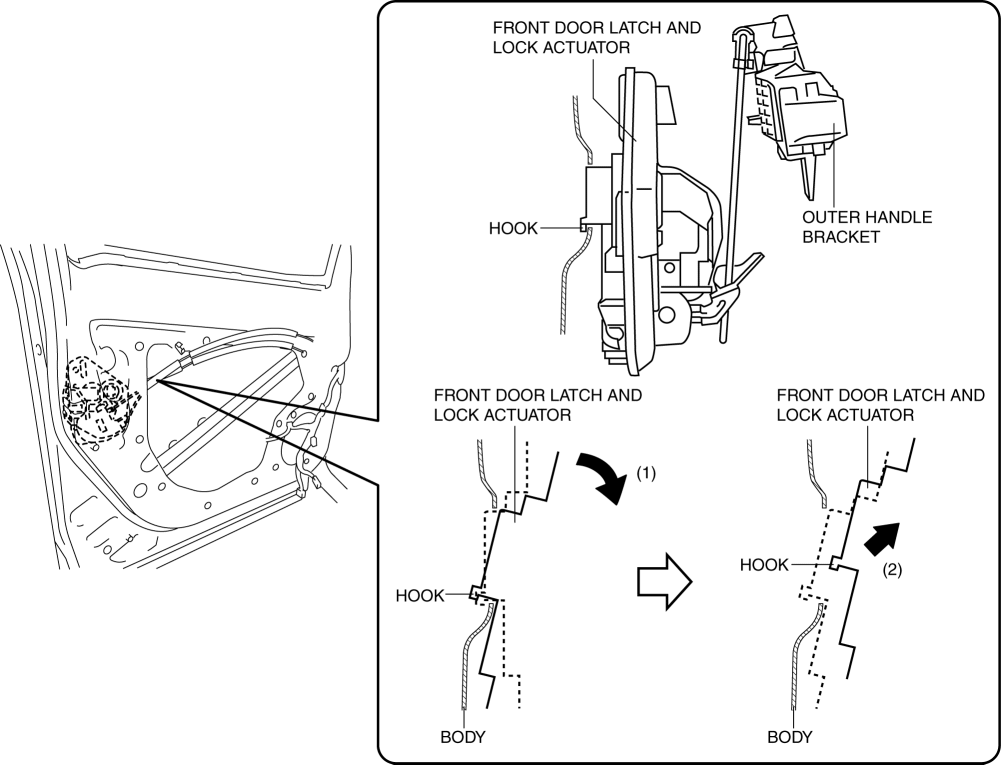 FRONT DOOR LATCH AND
LOCK ACTUATOR
HOOK
OUTER HANDLE
BRACKET
FRONT DOOR LATCH AND
LOCK ACTUATOR
(1)
HOOK
BODY
FRONT DOOR LATCH AND
LOCK ACTUATOR
HOOK
(2)
BODY